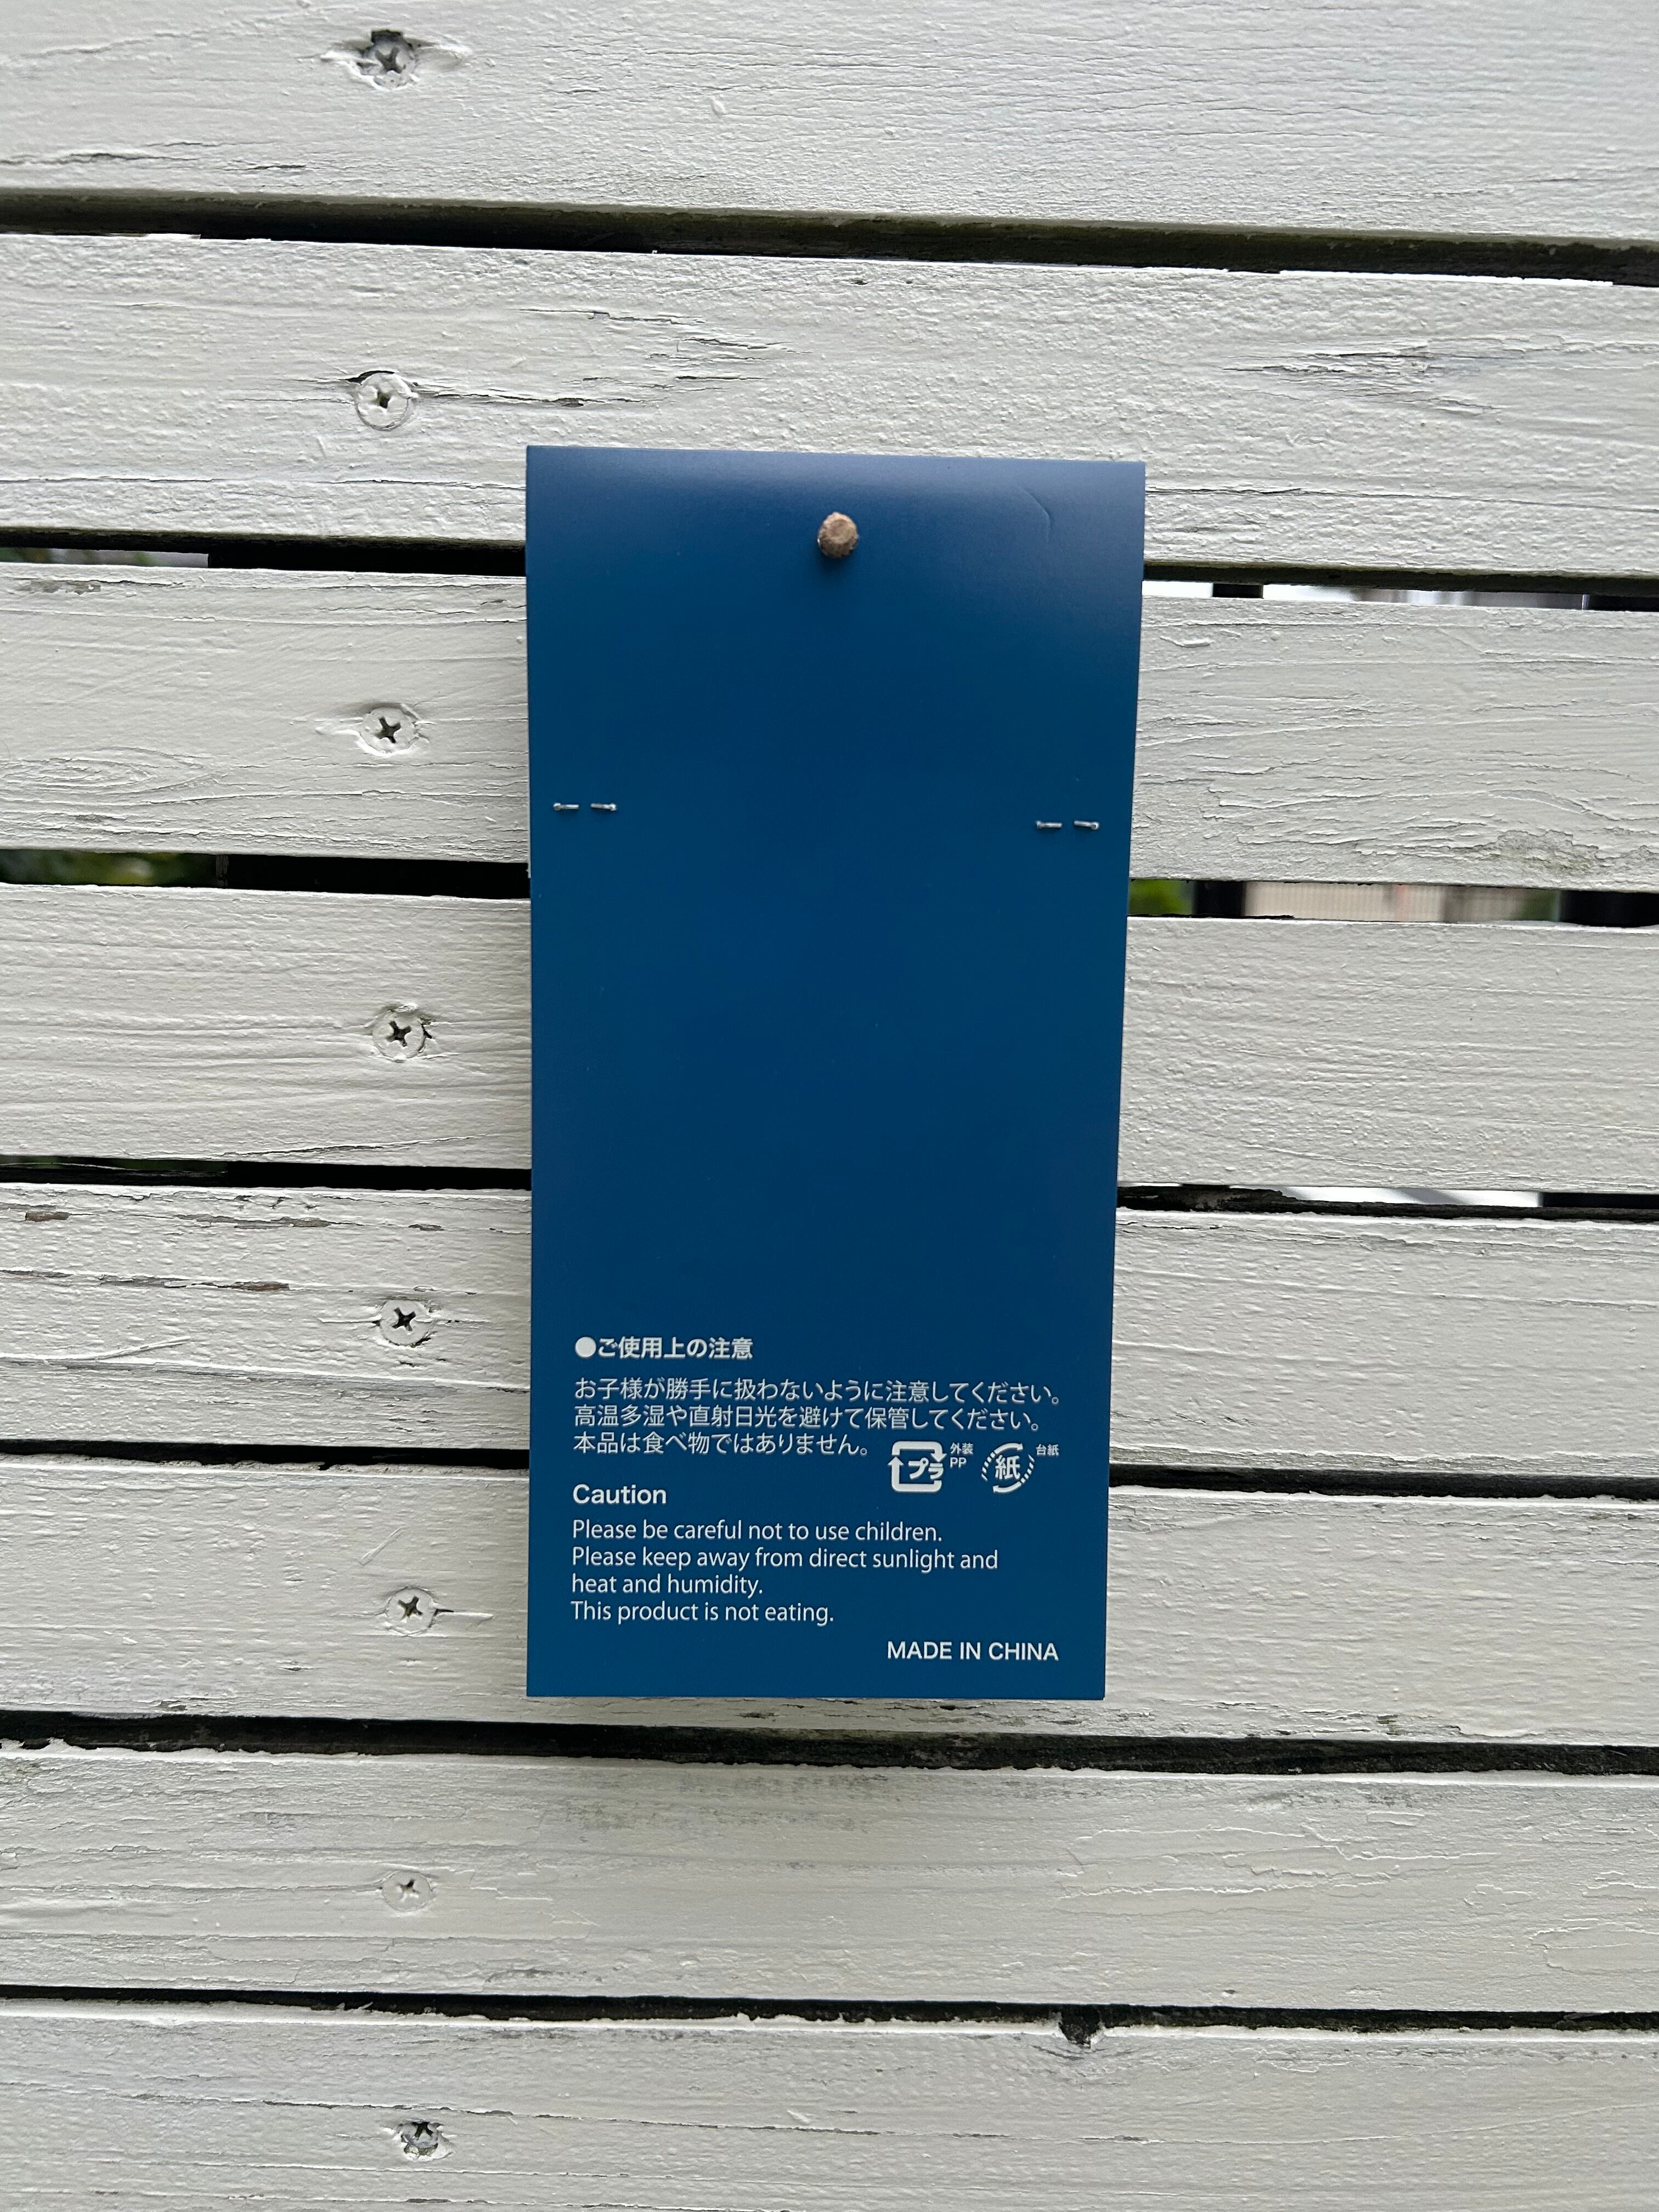 ●ご使用上の注意
お子様が勝手に扱わないように注意してください。
高温多湿や直射日光を避けて保管してください。
本品は食べ物ではありません。
プラ
外装
PP
紙
台紙
Caution
Please be careful not to use children.
Please keep away from direct sunlight and
heat and humidity.
This product is not eating.
MADE IN CHINA